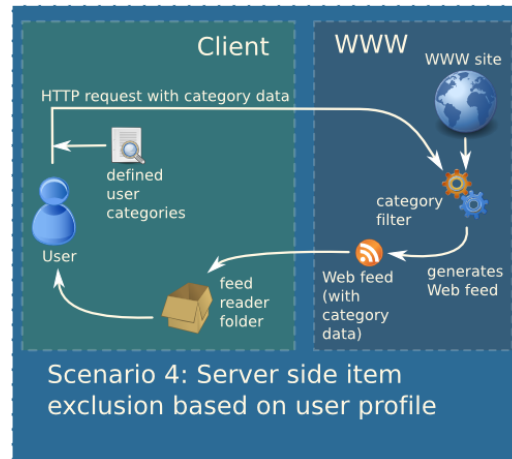 Client
WWW
WWW site
HTTP request with category data
defined
user
categories
category
filter
User
feed
reader
folder
Web feed
(with
category
data)
generates
Web feed
Scenario 4: Server side item
exclusion based on user profile